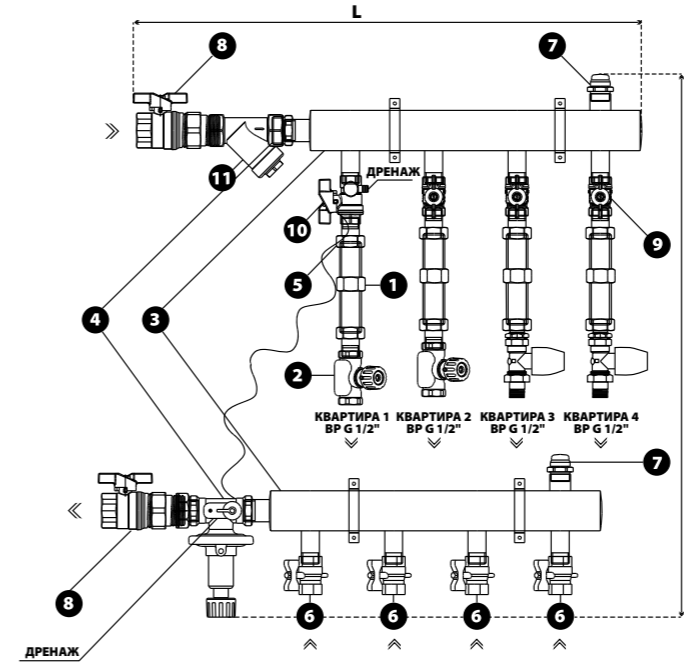 L
8
7
ДРЕНАЖ
11
10
9
5
1
4
3
2
КВАРТИРА 1
ВР G 1/2"
КВАРТИРА 2
ВР G 1/2"
КВАРТИРА 3
ВР G 1/2"
КВАРТИРА 4
ВР G 1/2"
7
8
6
6
6
6
ДРЕНАЖ